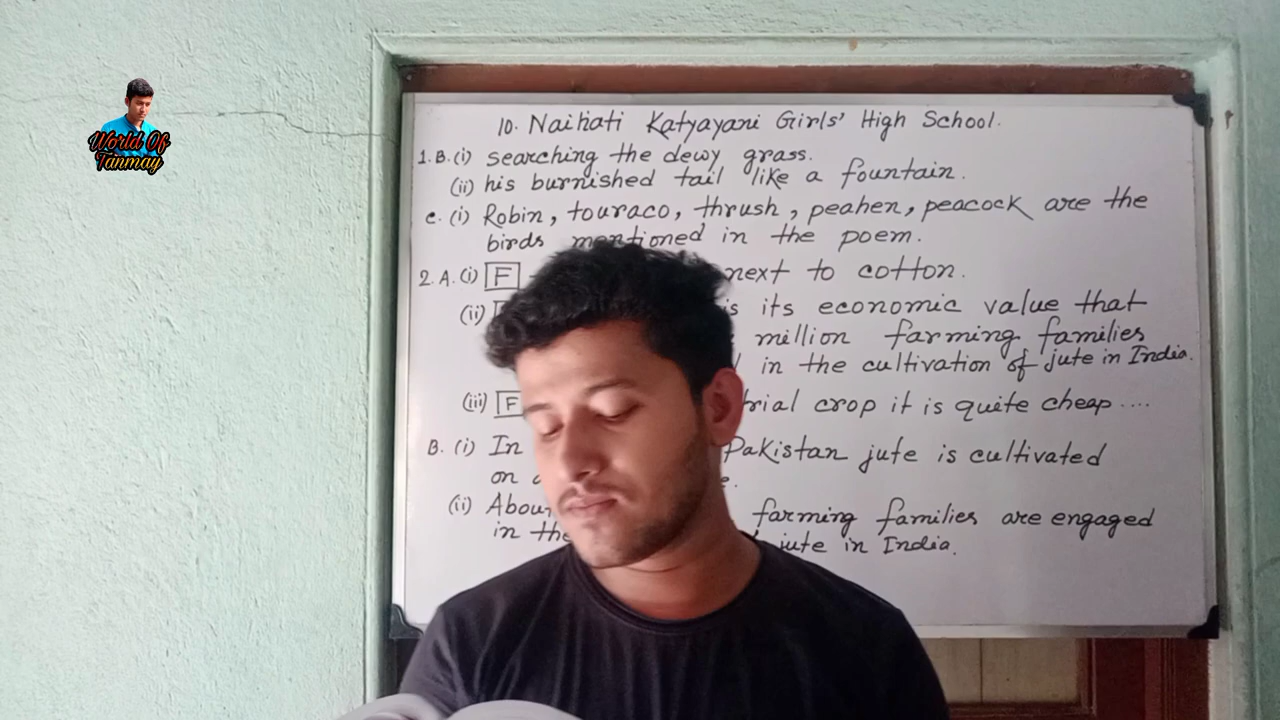 World Of
Tanmay
10. Naihati Katyayani Girls' High School.
1. B. (i) searching the dewy grass.
(ii) his burnished tail like a fountain.
c. (i) Robin, touraco, thrush, peahen, peacock are the
birds mentioned in the poem.
2. A. (i) F next to cotton.
(ii) is its economic value that
million farming families
in the cultivation of jute in India.
(iii) F crop it is quite cheap ....
B. (i) In Pakistan jute is cultivated
on
(ii) About farming families are engaged
in the jute in India.